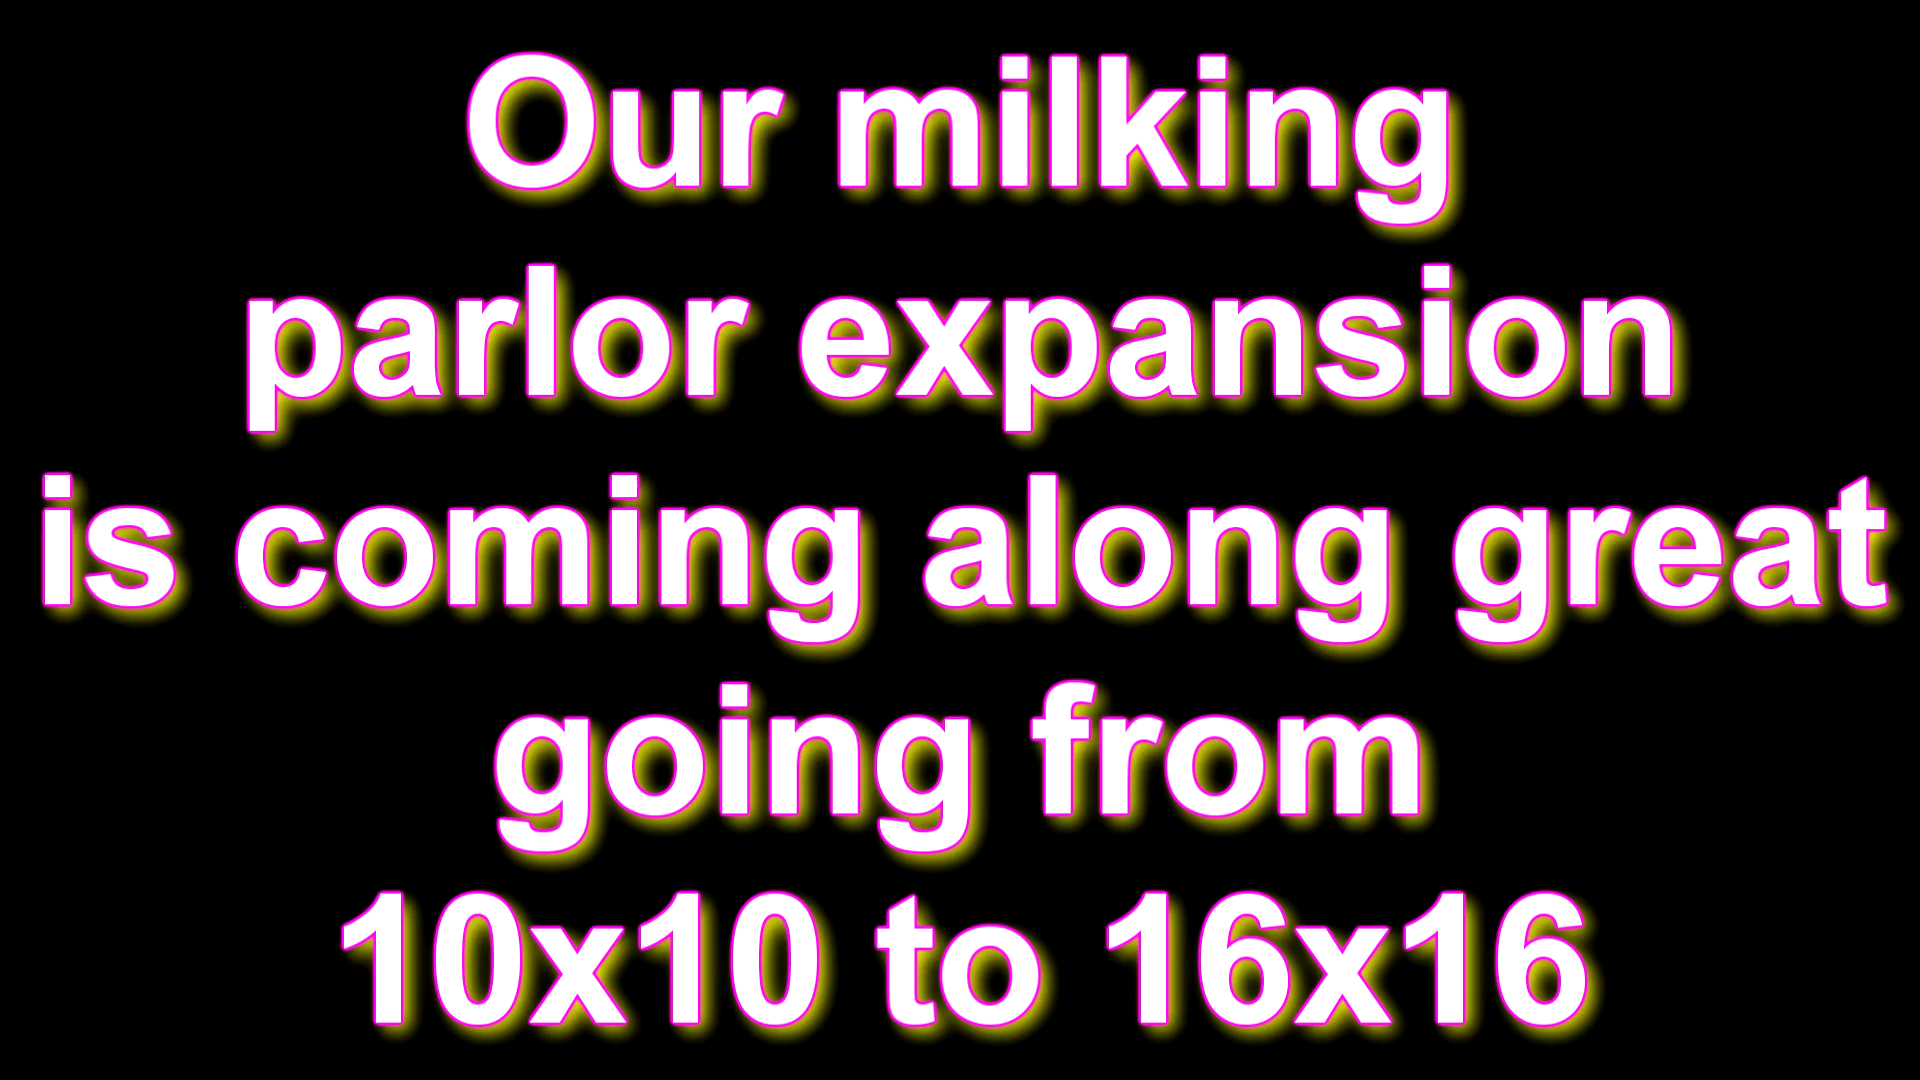 Our milking
parlor expansion
is coming along great
going from
10x10 to 16x16